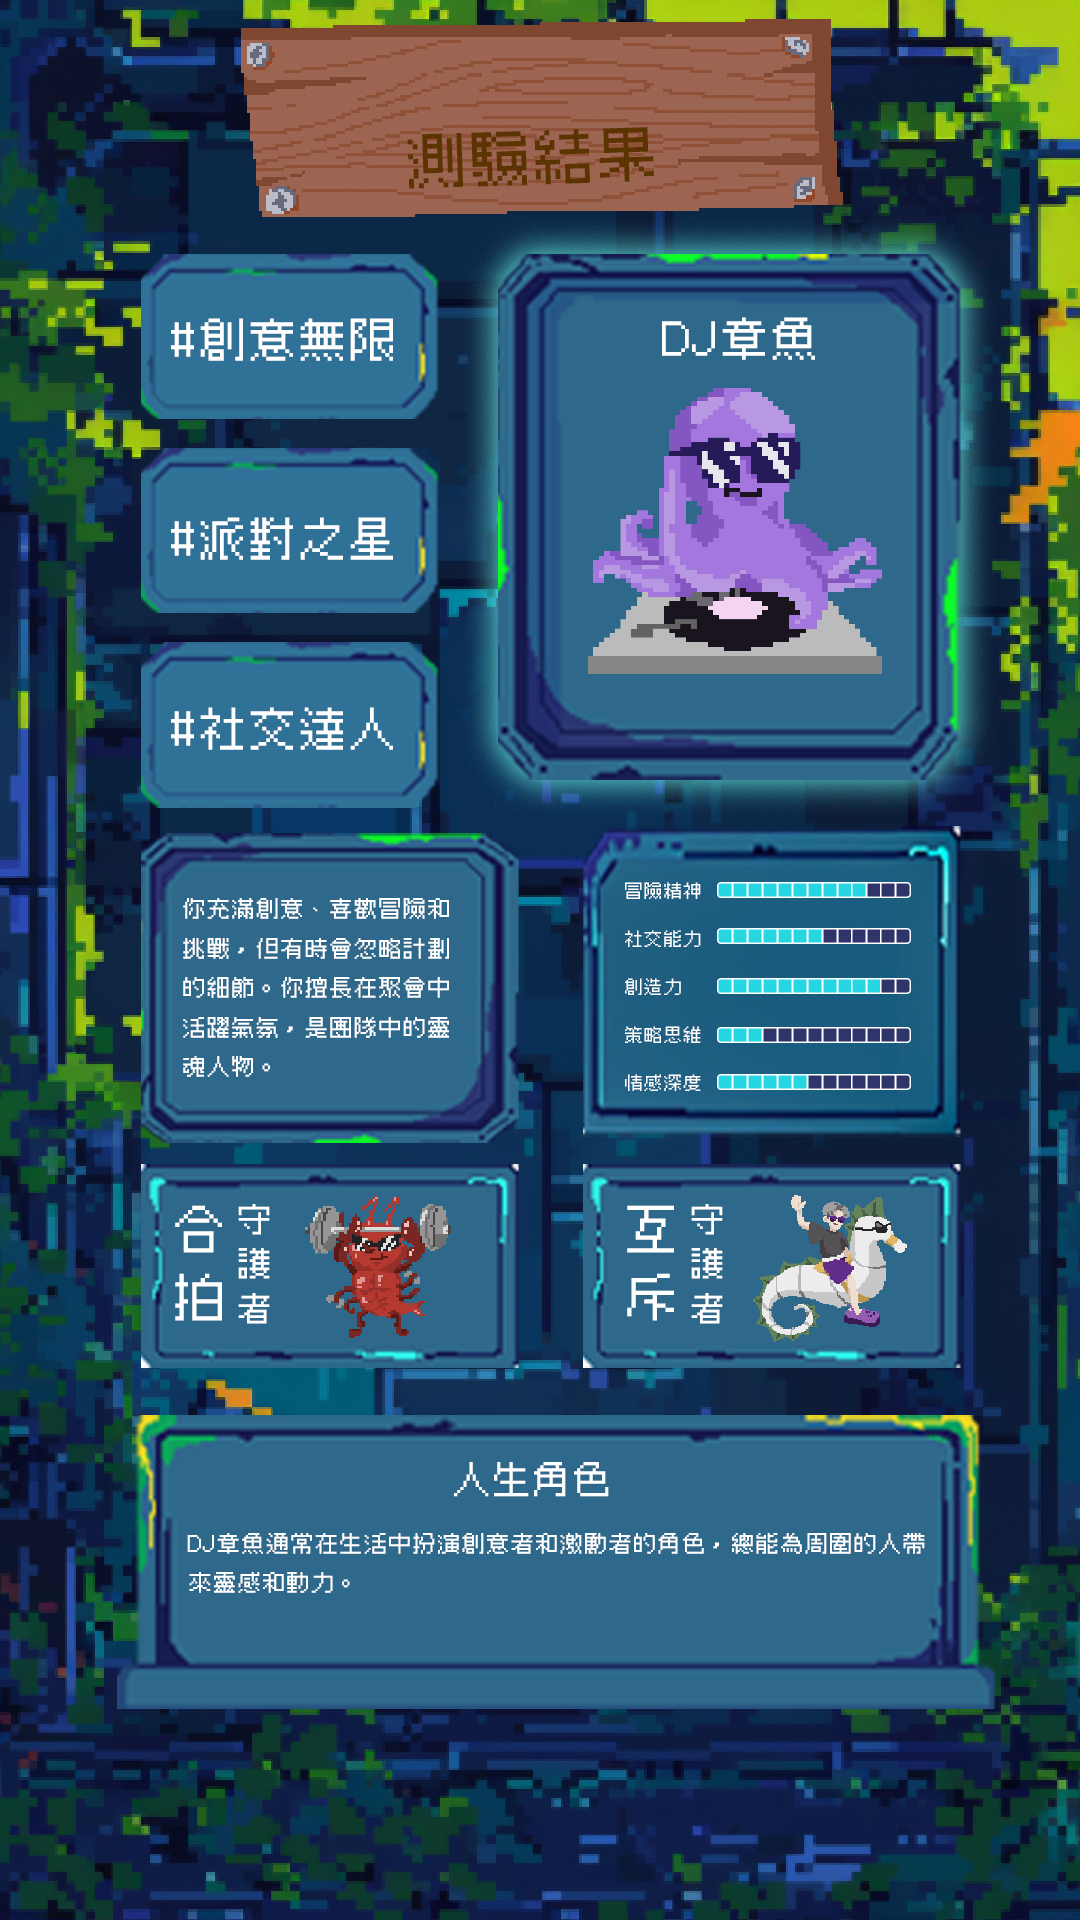 測驗結果
#創意無限
#派對之星
#社交達人
DJ章魚
你充滿創意、喜歡冒險和
挑戰，但有時會忽略計劃
的細節。你擅長在聚會中
活躍氣氛，是團隊中的靈
魂人物。
冒險精神
社交能力
創造力
策略思維
情感深度
合拍
守護者
互斥
守護者
人生角色
DJ章魚通常在生活中扮演創意者和激勵者的角色，總能為周圍的人帶
來靈感和動力。